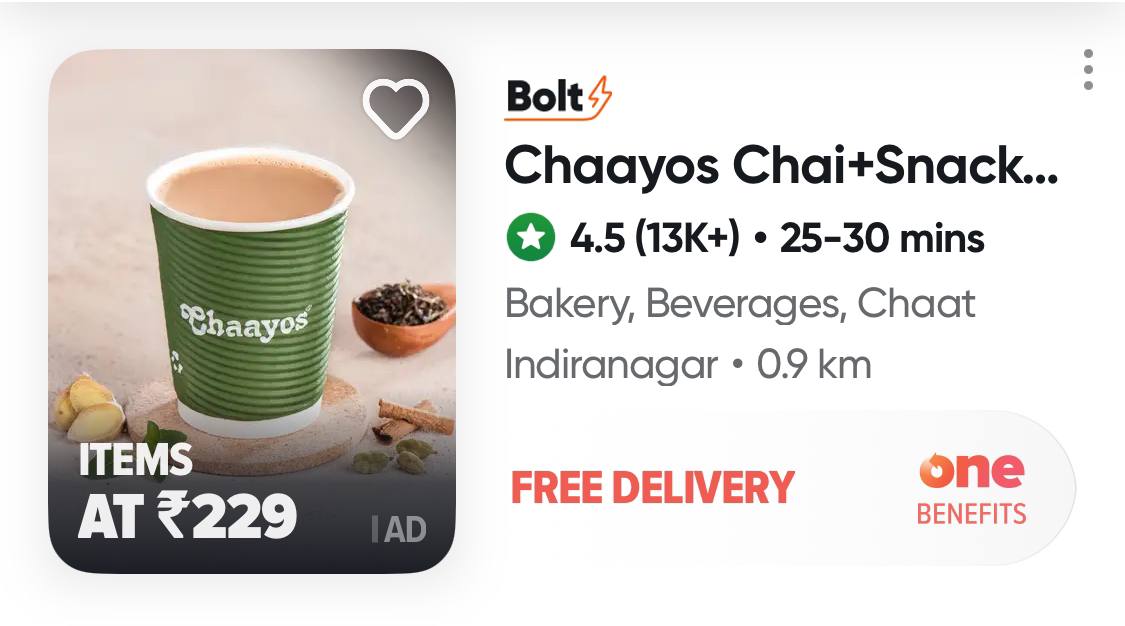 Bolt
Chaayos Chai+Snack...
4.5 (13K+) • 25-30 mins
Bakery, Beverages, Chaat
Indiranagar • 0.9 km
FREE DELIVERY
one
BENEFITS
Chaayos
ITEMS
AT ₹229
| AD